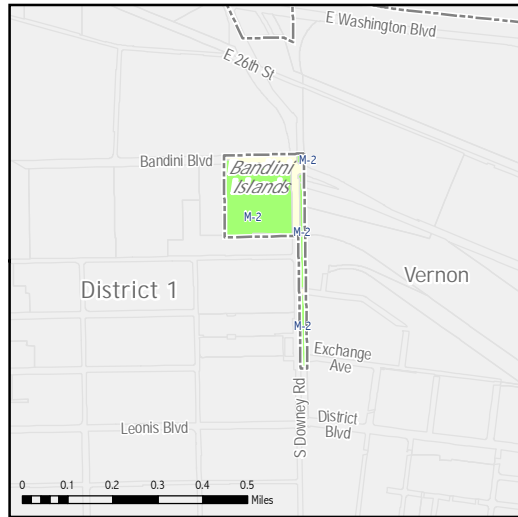 E Washington Blvd
E 26th St
Bandini Blvd
M-2
Bandini
Islands
M-2
M-2
Vernon
District 1
M-2
Exchange
Ave
S Downey Rd
District
Blvd
Leonis Blvd
0 0.1 0.2 0.3 0.4 0.5
Miles